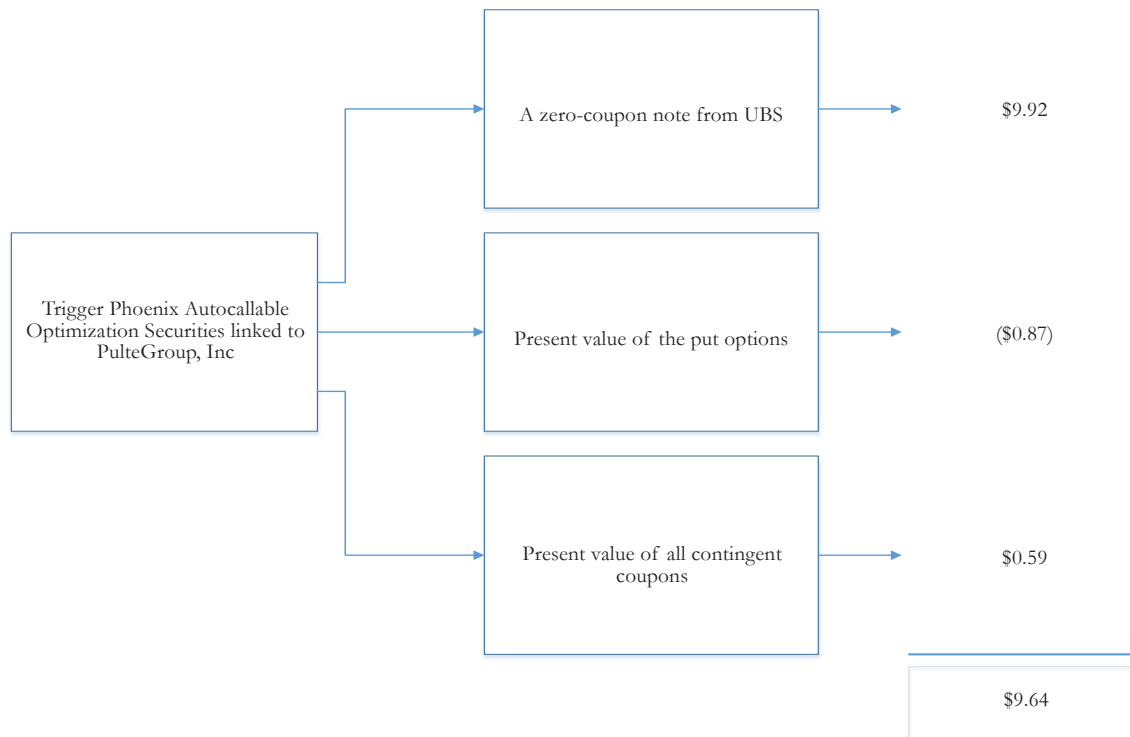 A zero-coupon note from UBS
$9.92
Trigger Phoenix Autocallable
Optimization Securities linked to
PulteGroup, Inc
Present value of the put options
($0.87)
Present value of all contingent
coupons
$0.59
$9.64